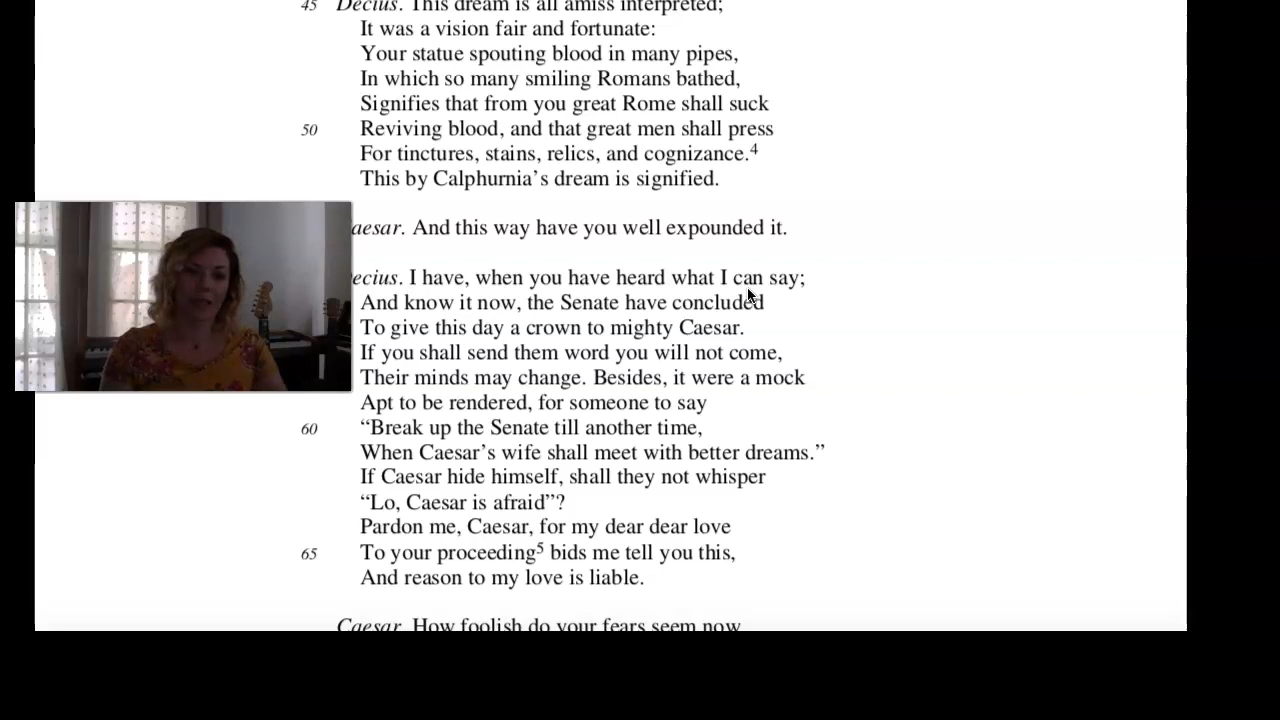 45 Decius. This dream is all amiss interpreted;
It was a vision fair and fortunate:
Your statue spouting blood in many pipes,
In which so many smiling Romans bathed,
Signifies that from you great Rome shall suck
50 Reviving blood, and that great men shall press
For tinctures, stains, relics, and cognizance.4
This by Calphurnia’s dream is signified.
aesar. And this way have you well expounded it.
ecius. I have, when you have heard what I can say;
And know it now, the Senate have concluded
To give this day a crown to mighty Caesar.
If you shall send them word you will not come,
Their minds may change. Besides, it were a mock
Apt to be rendered, for someone to say
60 “Break up the Senate till another time,
When Caesar’s wife shall meet with better dreams.”
If Caesar hide himself, shall they not whisper
“Lo, Caesar is afraid”?
Pardon me, Caesar, for my dear dear love
65 To your proceeding5 bids me tell you this,
And reason to my love is liable.
Caesar. How foolish do your fears seem now